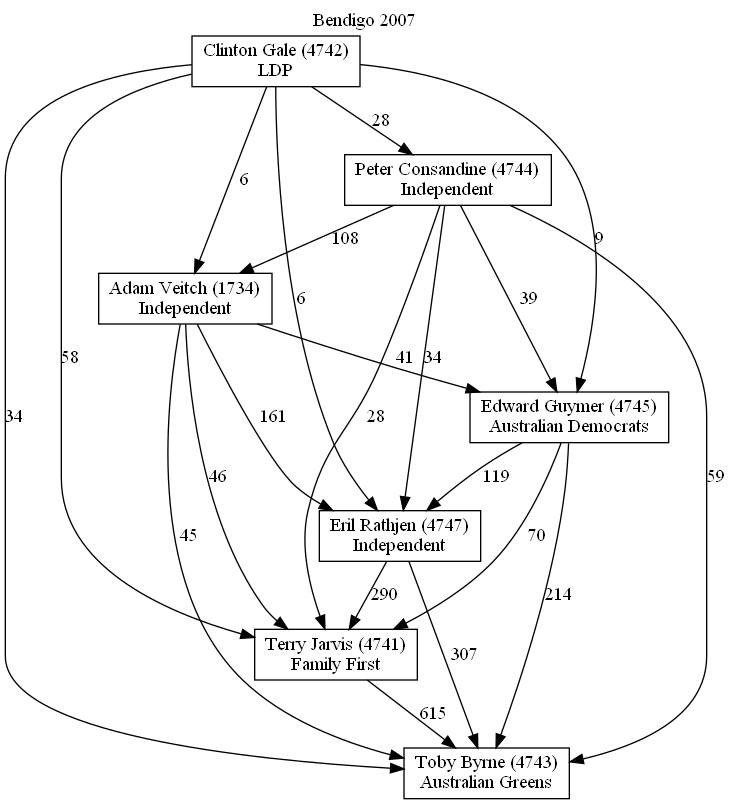 Bendigo 2007
Clinton Gale (4742)
LDP
28
Peter Consandine (4744)
Independent
6
108
9
Adam Veitch (1734)
Independent
6
39
58
41
34
Edward Guymer (4745)
Australian Democrats
34
161
28
46
119
59
Eril Rathjen (4747)
Independent
45
70
290
214
Terry Jarvis (4741)
Family First
307
615
Toby Byrne (4743)
Australian Greens